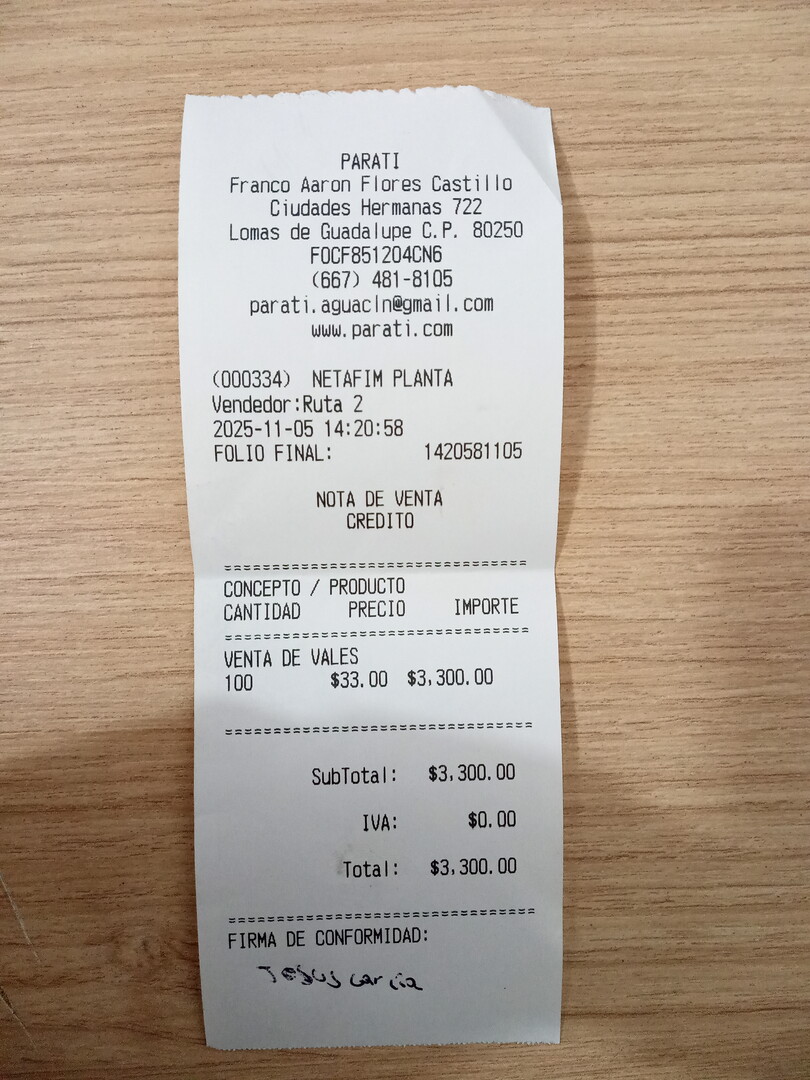 PARATI
Franco Aaron Flores Castillo
Ciudades Hermanas 722
Lomas de Guadalupe C.P. 80250
FOCF851204CN6
(667) 481-8105
parati.aguacln@gmail.com
www.parati.com
(000334) NETAFIM PLANTA
Vendedor:Ruta 2
2025-11-05 14:20:58
FOLIO FINAL: 1420581105
NOTA DE VENTA
CREDITO
================================
CONCEPTO / PRODUCTO
CANTIDAD PRECIO IMPORTE
================================
VENTA DE VALES
100 $33.00 $3,300.00
================================
SubTotal: $3,300.00
IVA: $0.00
Total: $3,300.00
================================
FIRMA DE CONFORMIDAD:
Jesus Garcia